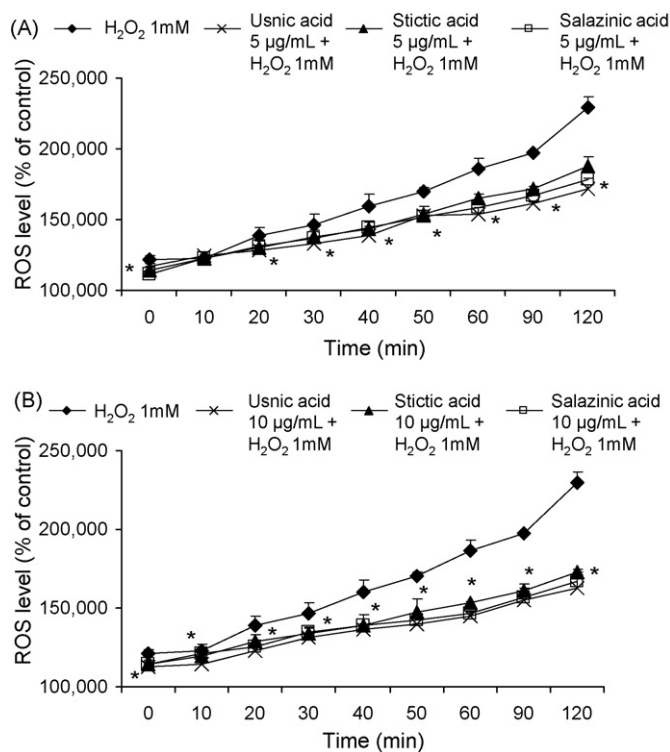 (A)
H₂O₂ 1mM
Usnic acid
5 µg/mL +
H₂O₂ 1mM
Stictic acid
5 µg/mL +
H₂O₂ 1mM
Salazinic acid
5 µg/mL +
H₂O₂ 1mM
ROS level (% of control)
250,000
200,000
150,000
100,000
* * * * * * * *
0 10 20 30 40 50 60 90 120
Time (min)
(B)
H₂O₂ 1mM
Usnic acid
10 µg/mL +
H₂O₂ 1mM
Stictic acid
10 µg/mL +
H₂O₂ 1mM
Salazinic acid
10 µg/mL +
H₂O₂ 1mM
ROS level (% of control)
250,000
200,000
150,000
100,000
* * * * * * * * *
0 10 20 30 40 50 60 90 120
Time (min)